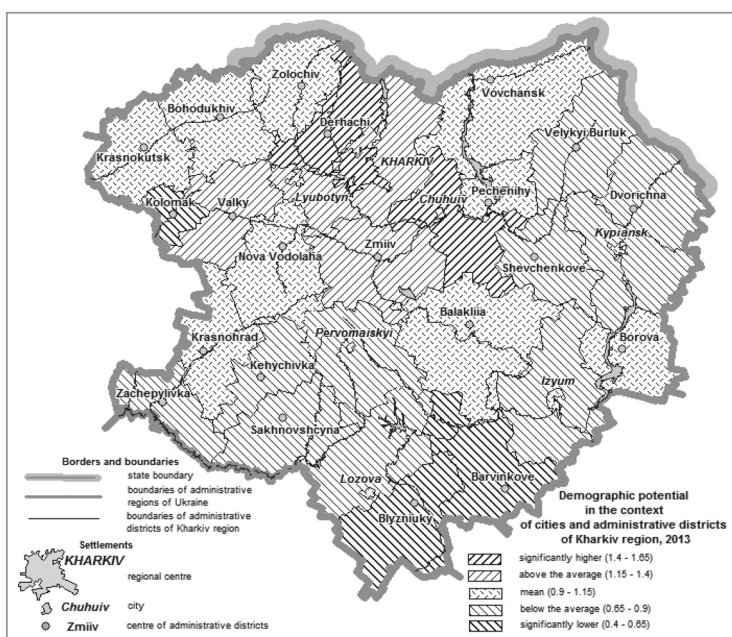 Zolochiv
Vovchansk
Bohodukhiv
Derhachi
Velykyi Burluk
Krasnokutsk
KHARKIV
Pechenihy
Dvorichna
Kolomak
Valky
Lyubotyn
Chuhuiv
Kypiansk
Zmiiv
Nova Vodolaha
Shevchenkove
Balakliia
Krasnohrad
Pervomaiskyi
Borova
Kehychivka
Izyum
Zachepylivka
Sakhnovshcyna
Lozova
Barvinkove
Blyzniuky
Borders and boundaries
state boundary
boundaries of administrative
regions of Ukraine
boundaries of administrative
districts of Kharkiv region
Settlements
KHARKIV
regional centre
Chuhuiv city
Zmiiv centre of administrative districts
Demographic potential
in the context
of cities and administrative districts
of Kharkiv region, 2013
significantly higher (1.4 - 1.65)
above the average (1.15 - 1.4)
mean (0.9 - 1.15)
below the average (0.65 - 0.9)
significantly lower (0.4 - 0.65)